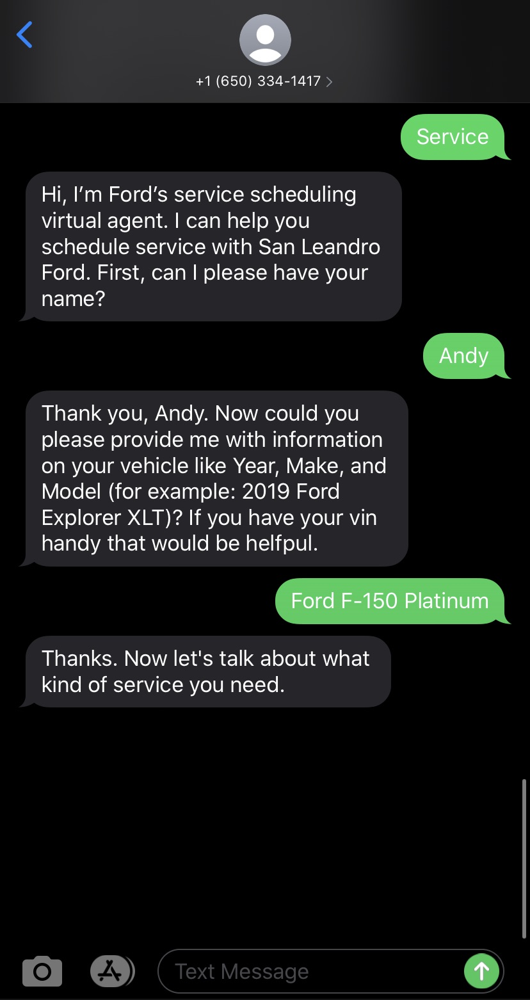 +1 (650) 334-1417
Service
Hi, I’m Ford’s service scheduling
virtual agent. I can help you
schedule service with San Leandro
Ford. First, can I please have your
name?
Andy
Thank you, Andy. Now could you
please provide me with information
on your vehicle like Year, Make, and
Model (for example: 2019 Ford
Explorer XLT)? If you have your vin
handy that would be helfpul.
Ford F-150 Platinum
Thanks. Now let's talk about what
kind of service you need.
Text Message